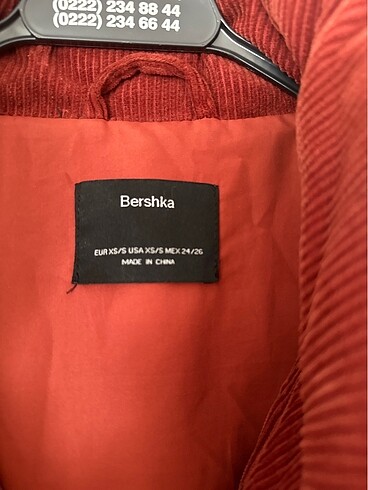 (0222) 234 88 44
(0222) 234 66 44
Bershka
EUR XS/S USA XS/S MEX 24/26
MADE IN CHINA